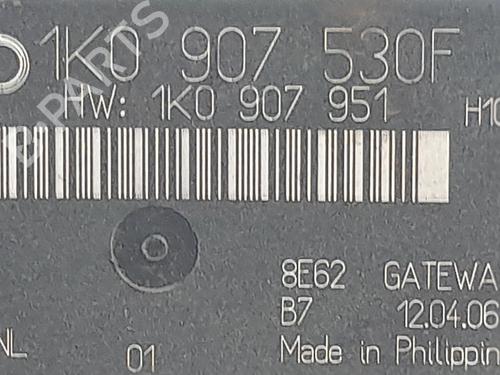 1K0 907 530F
HW: 1K0 907 951 H10
8E62 GATEWA
B7 12.04.06
NL 01 Made in Philippin
B-PARTS